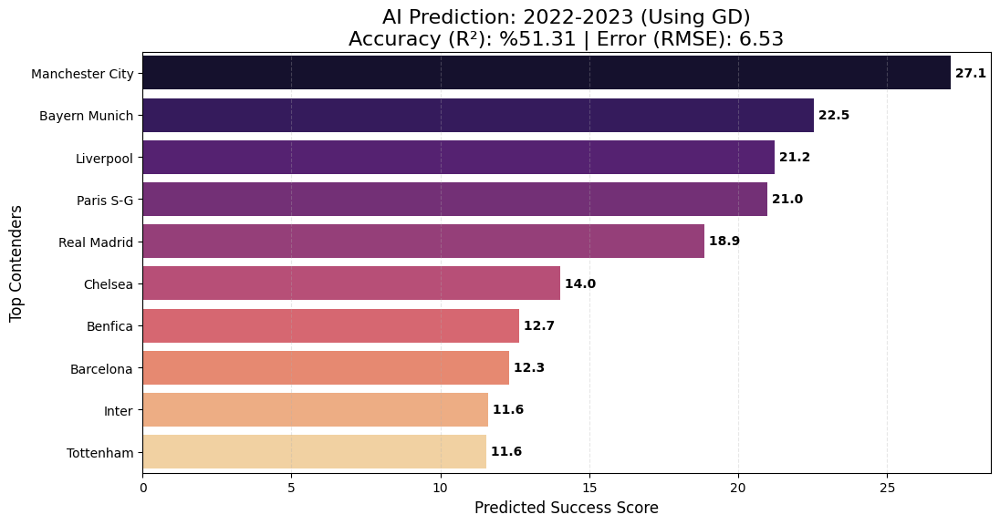 AI Prediction: 2022-2023 (Using GD)
Accuracy (R²): %51.31 | Error (RMSE): 6.53
Top Contenders
Manchester City 27.1
Bayern Munich 22.5
Liverpool 21.2
Paris S-G 21.0
Real Madrid 18.9
Chelsea 14.0
Benfica 12.7
Barcelona 12.3
Inter 11.6
Tottenham 11.6
0 5 10 15 20 25
Predicted Success Score